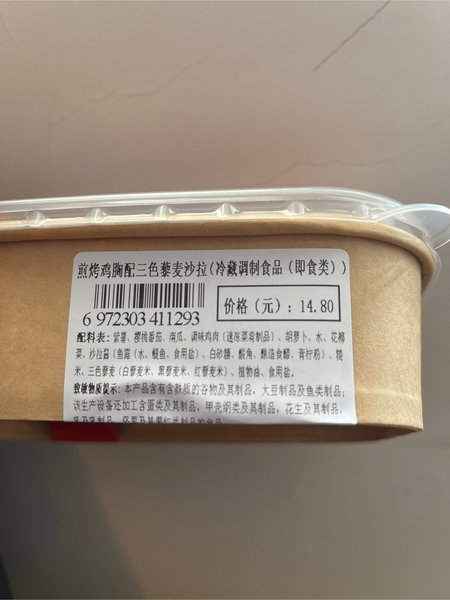 煎烤鸡胸配三色藜麦沙拉(冷藏调制食品(即食类))
6 972303 411293
价格(元): 14.80
配料表: 紫薯、樱桃番茄、南瓜、调味鸡肉(速冻菜肴制品)、胡萝卜、水、花椰
菜、沙拉酱(鱼露(水、鳀鱼、食用盐)、白砂糖、酸角、酿造食醋、青柠粉)、糙
米、三色藜麦(白藜麦米、黑藜麦米、红藜麦米)、植物油、食用盐。
致敏物质提示: 本产品含有含麸质的谷物及其制品, 大豆制品及鱼类制品;
该生产设备还加工含蛋类及其制品, 甲壳纲类及其制品, 花生及其制
品的食品